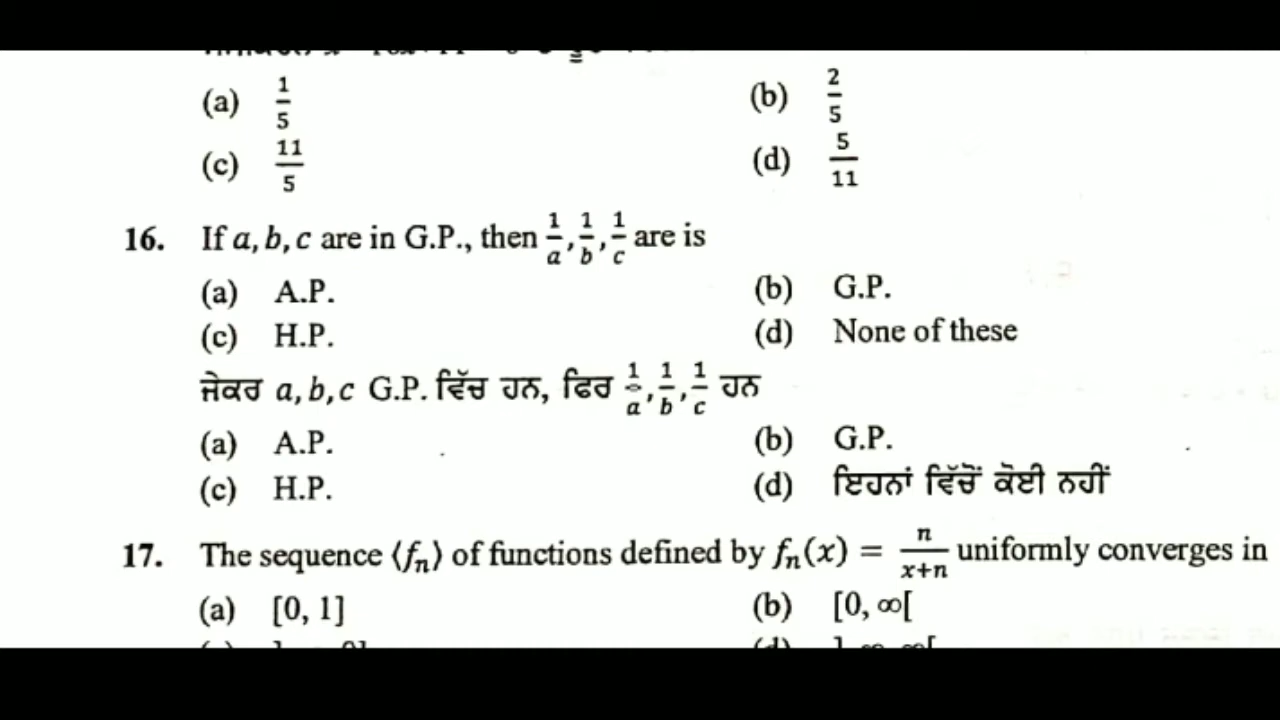 (a) 1/5 (b) 2/5
(c) 11/5 (d) 5/11
16. If a, b, c are in G.P., then 1/a, 1/b, 1/c are is
(a) A.P. (b) G.P.
(c) H.P. (d) None of these
ਜੇਕਰ a, b, c G.P. ਵਿੱਚ ਹਨ, ਫਿਰ 1/a, 1/b, 1/c ਹਨ
(a) A.P. (b) G.P.
(c) H.P. (d) ਇਹਨਾਂ ਵਿੱਚੋਂ ਕੋਈ ਨਹੀਂ
17. The sequence ⟨fₙ⟩ of functions defined by fₙ(x) = n/(x+n) uniformly converges in
(a) [0, 1] (b) [0, ∞[